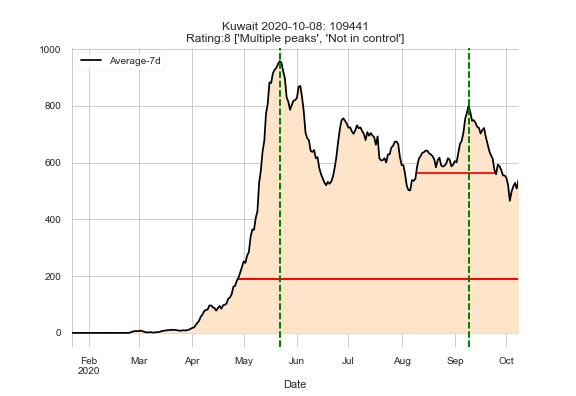 Kuwait 2020-10-08: 109441
Rating:8 ['Multiple peaks', 'Not in control']
Average-7d
1000
800
600
400
200
0
Feb Mar Apr May Jun Jul Aug Sep Oct
2020
Date